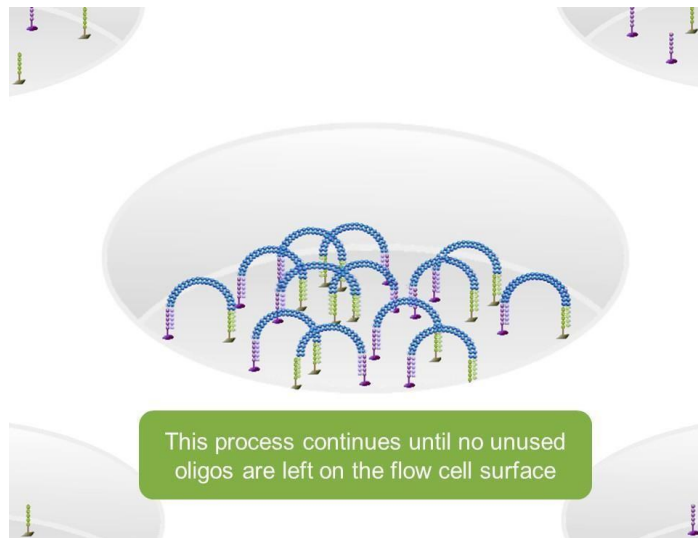 This process continues until no unused
oligos are left on the flow cell surface